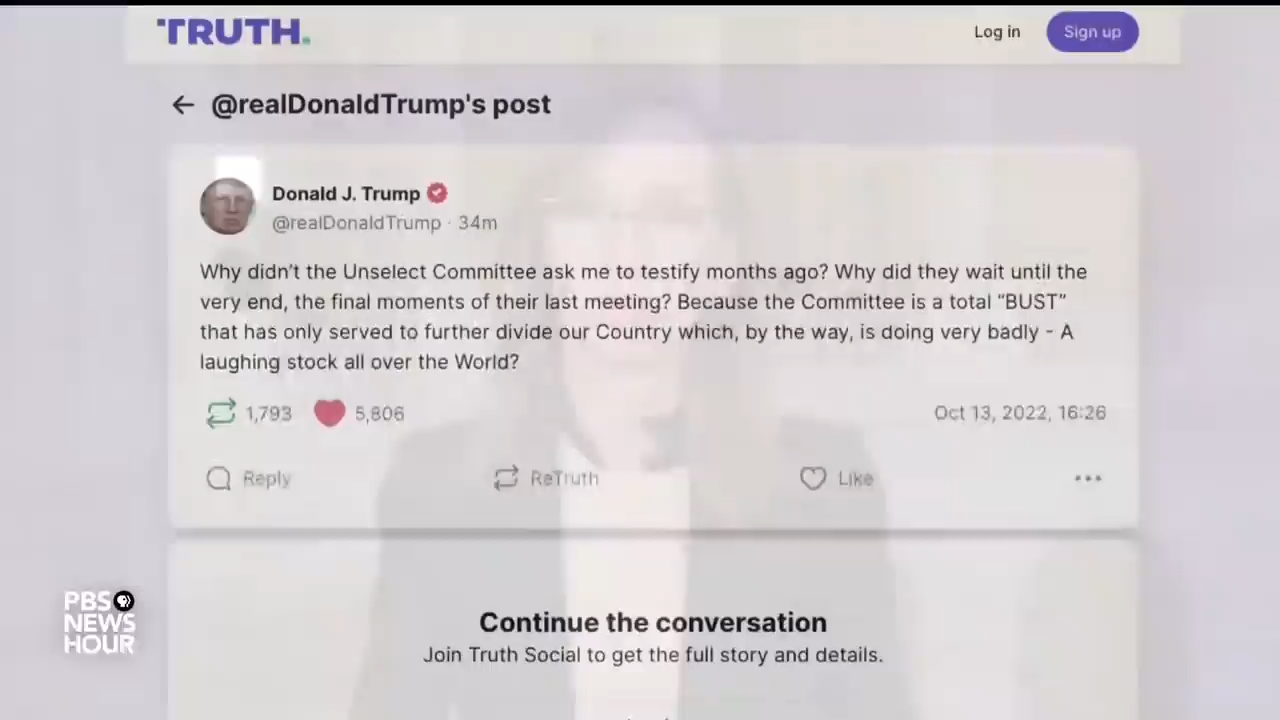 TRUTH.
Log in
Sign up
← @realDonaldTrump's post
Donald J. Trump
@realDonaldTrump · 34m
Why didn't the Unselect Committee ask me to testify months ago? Why did they wait until the
very end, the final moments of their last meeting? Because the Committee is a total “BUST”
that has only served to further divide our Country which, by the way, is doing very badly - A
laughing stock all over the World?
1,793
5,806
Oct 13, 2022, 16:26
Reply
ReTruth
Like
Continue the conversation
Join Truth Social to get the full story and details.
PBS
NEWS
HOUR